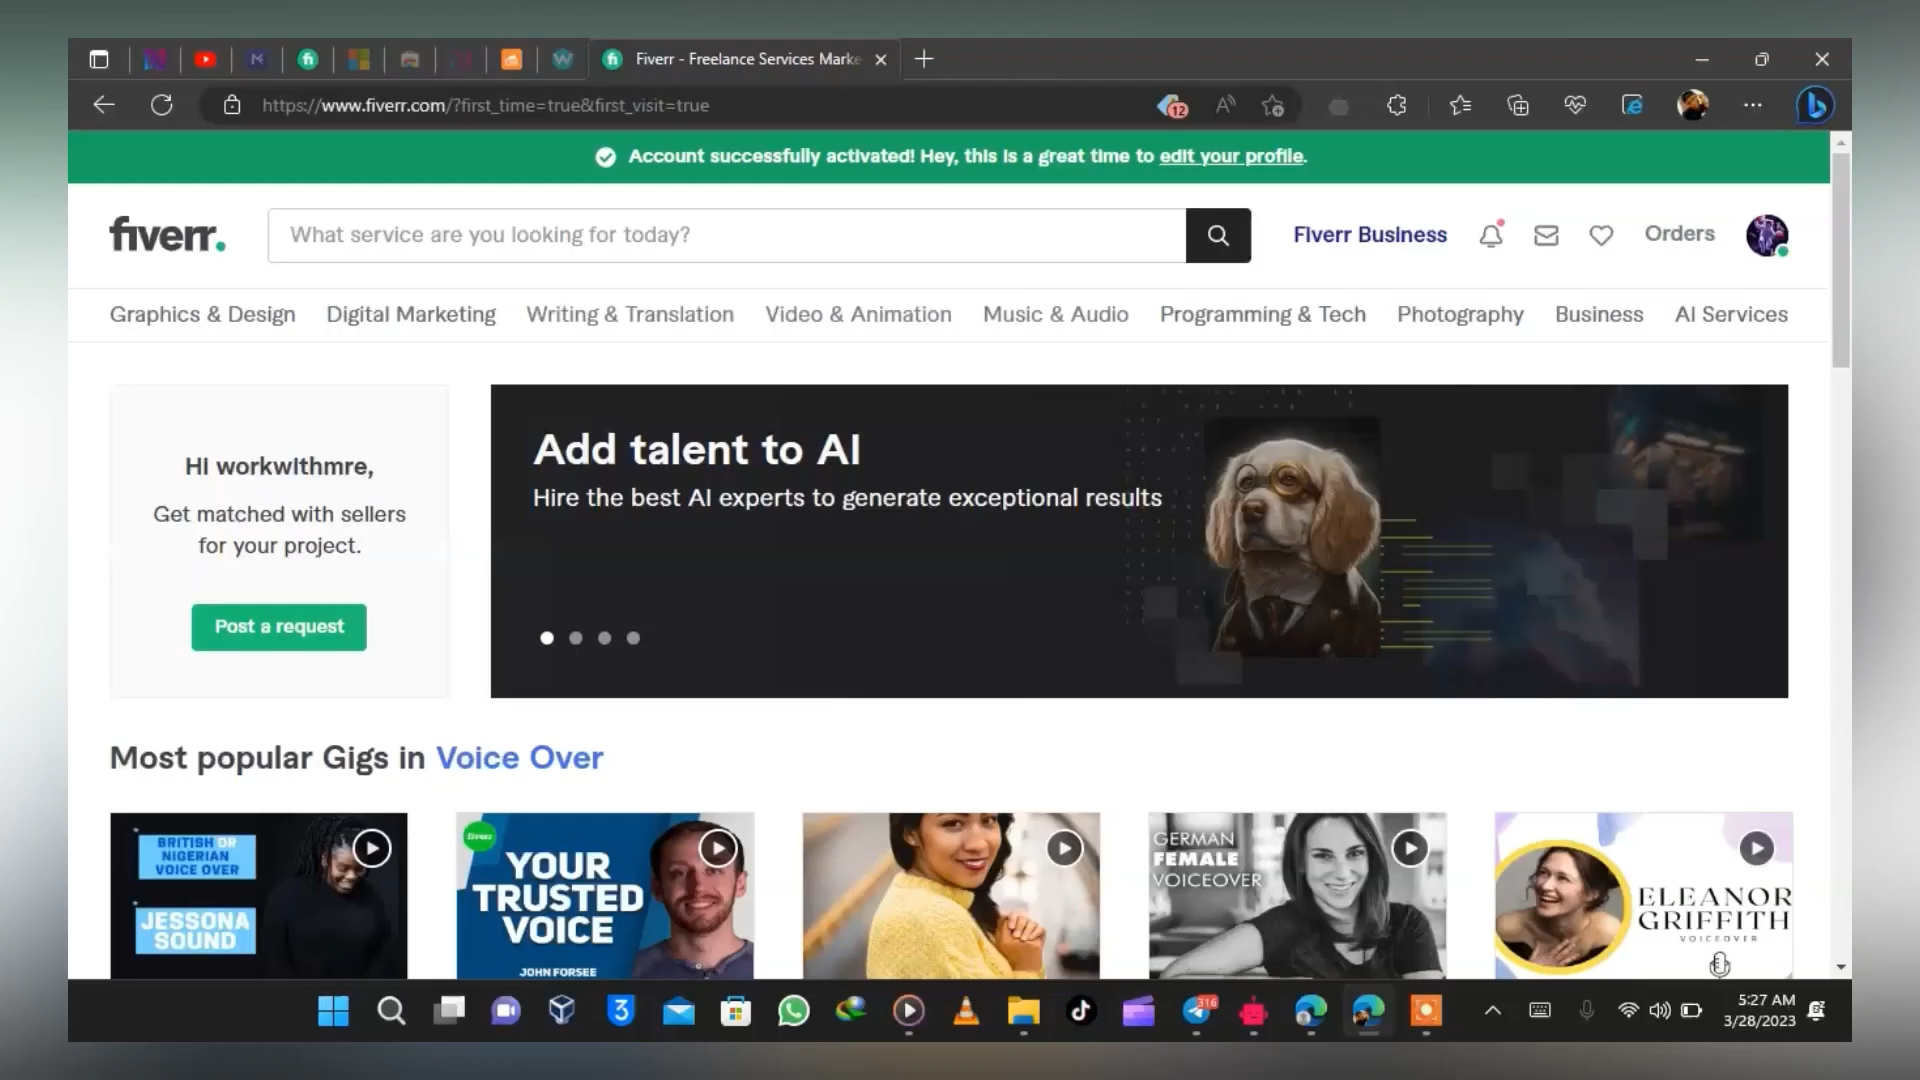 Fiverr - Freelance Services Marke
https://www.fiverr.com/?first_time=true&first_visit=true
12
Account successfully activated! Hey, this is a great time to edit your profile.
fiverr.
What service are you looking for today?
Fiverr Business
Orders
Graphics & Design
Digital Marketing
Writing & Translation
Video & Animation
Music & Audio
Programming & Tech
Photography
Business
AI Services
Hi workwithmre,
Get matched with sellers
for your project.
Post a request
Add talent to AI
Hire the best AI experts to generate exceptional results
Most popular Gigs in Voice Over
BRITISH OR
NIGERIAN
VOICE OVER
JESSONA
SOUND
fiverr
YOUR
TRUSTED
VOICE
JOHN FORSEE
GERMAN
FEMALE
VOICEOVER
ELEANOR
GRIFFITH
VOICEOVER
316
5:27 AM
3/28/2023